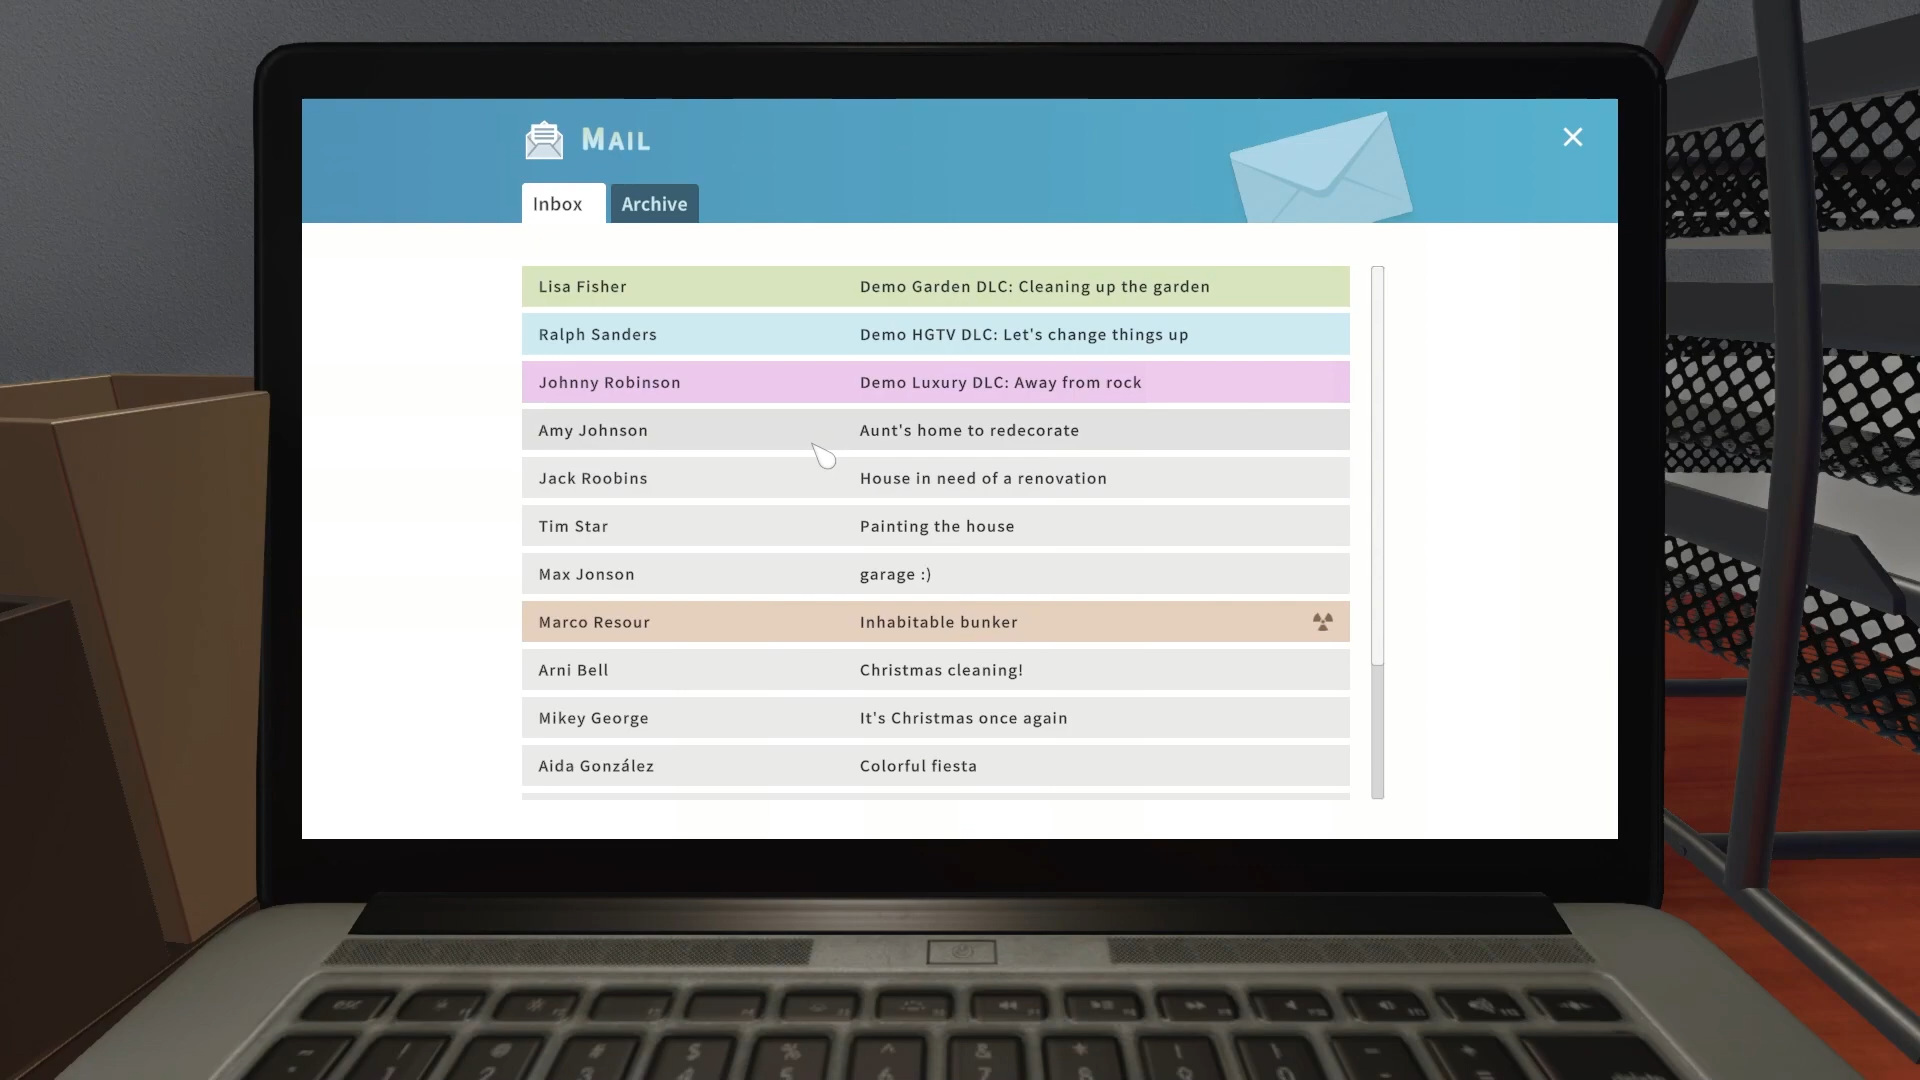 MAIL
Inbox Archive
Lisa Fisher Demo Garden DLC: Cleaning up the garden
Ralph Sanders Demo HGTV DLC: Let's change things up
Johnny Robinson Demo Luxury DLC: Away from rock
Amy Johnson Aunt's home to redecorate
Jack Roobins House in need of a renovation
Tim Star Painting the house
Max Jonson garage :)
Marco Resour Inhabitable bunker
Arni Bell Christmas cleaning!
Mikey George It's Christmas once again
Aida González Colorful fiesta
esc